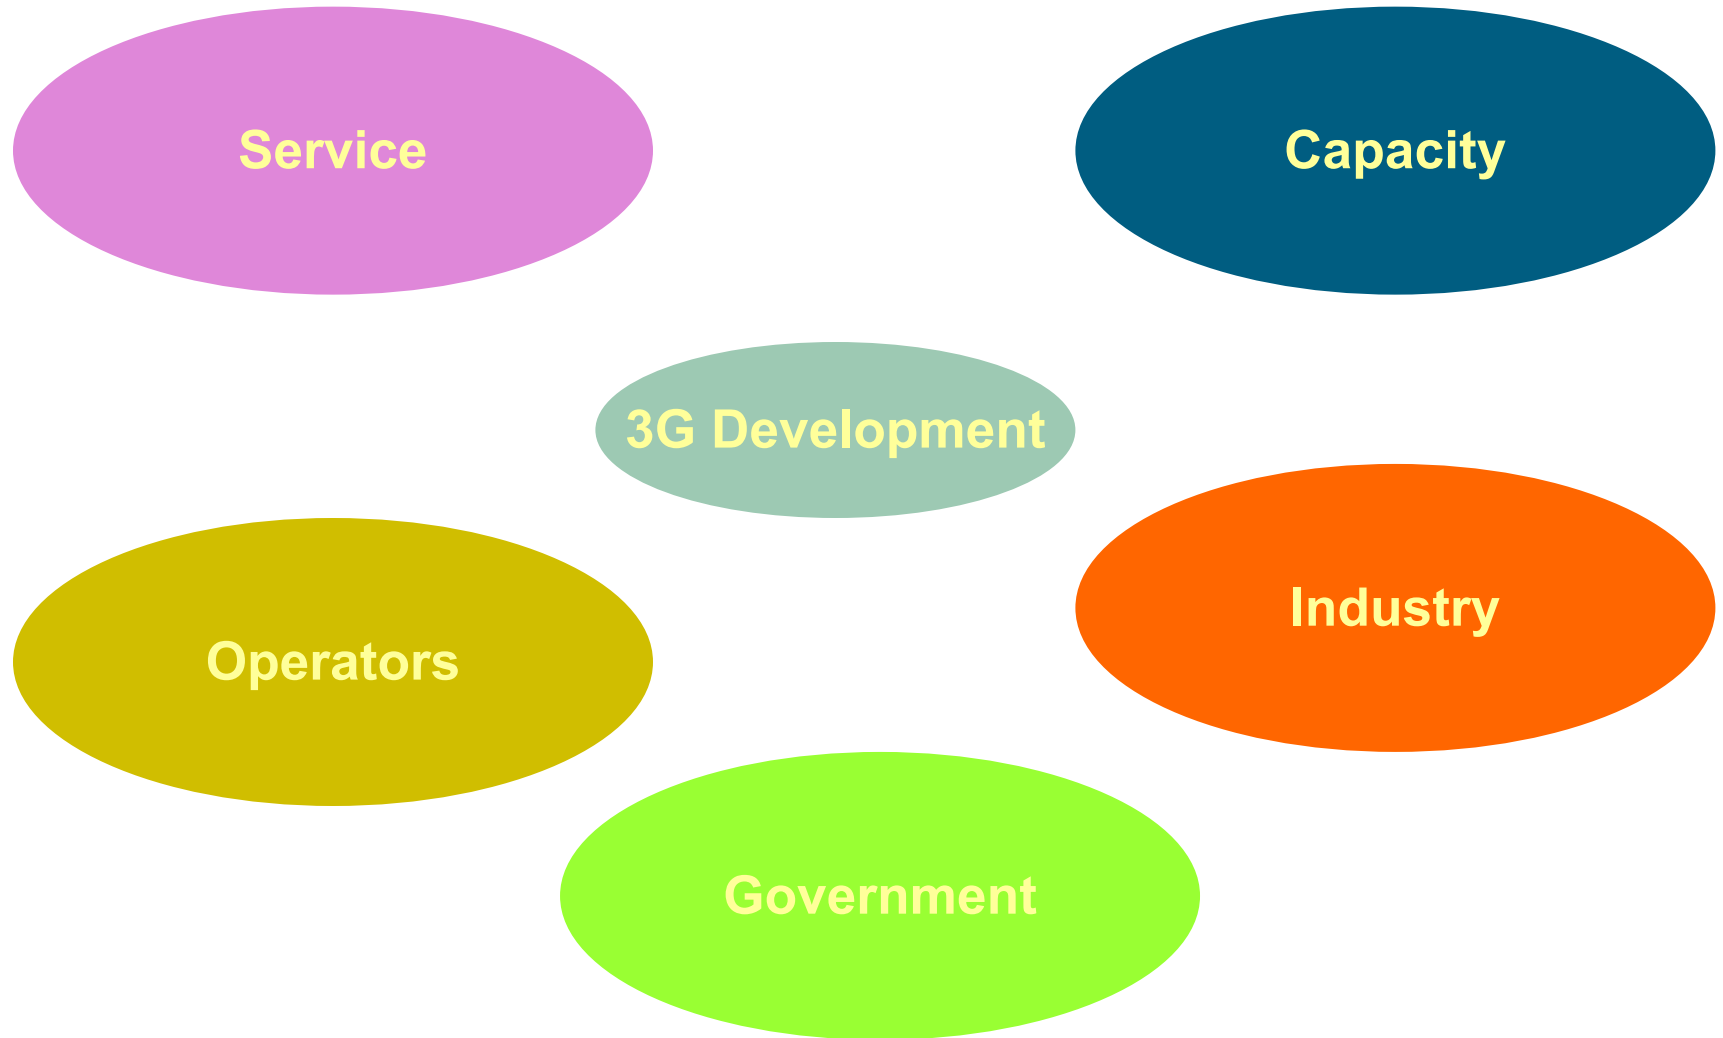 Service
Capacity
3G Development
Industry
Operators
Government